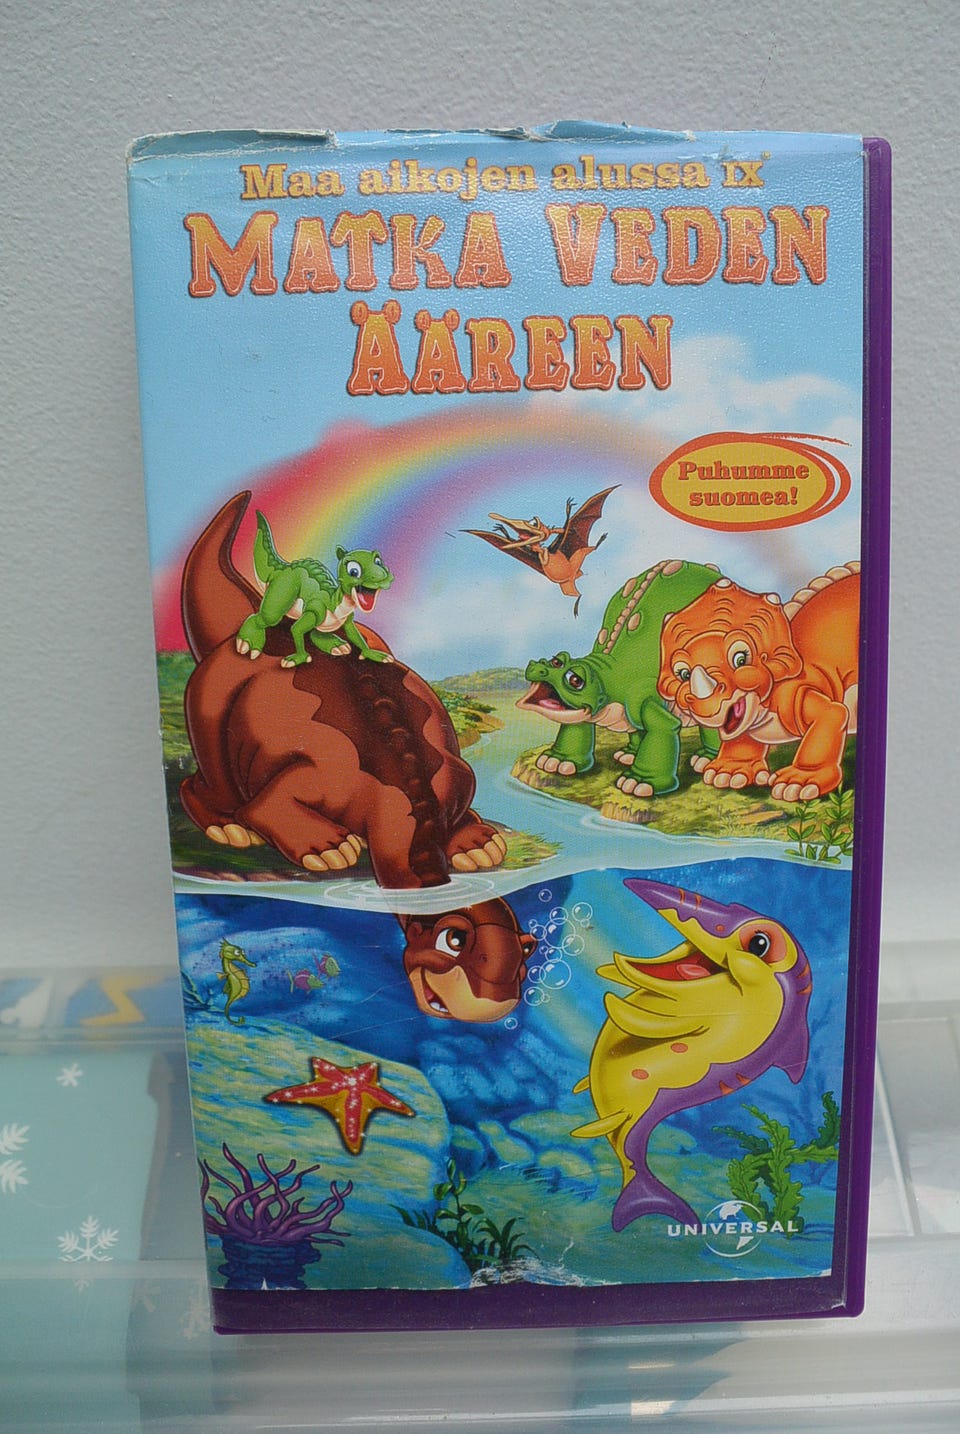 Maa aikojen alussa IX
MATKA VEDEN
ÄÄREEN
Puhumme
suomea!
UNIVERSAL